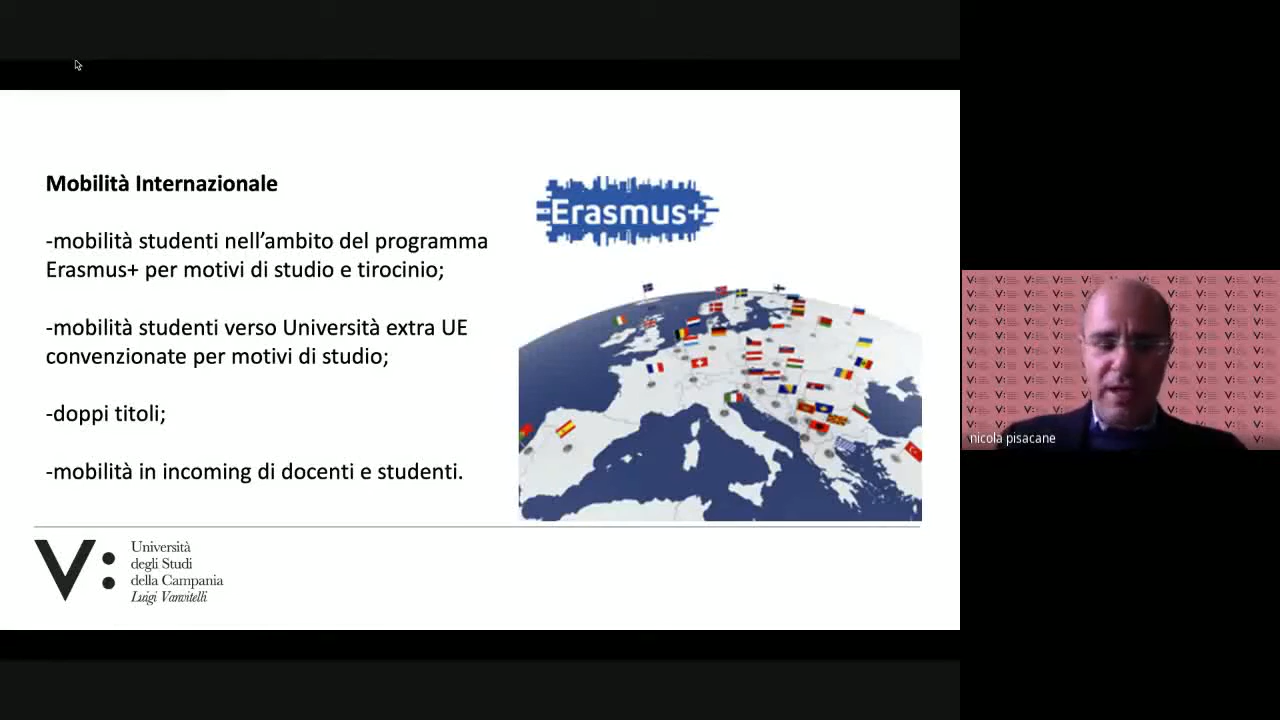 Mobilità Internazionale
-mobilità studenti nell’ambito del programma
Erasmus+ per motivi di studio e tirocinio;
-mobilità studenti verso Università extra UE
convenzionate per motivi di studio;
-doppi titoli;
-mobilità in incoming di docenti e studenti.
Erasmus+
V:
Università
degli Studi
della Campania
Luigi Vanvitelli
nicola pisacane